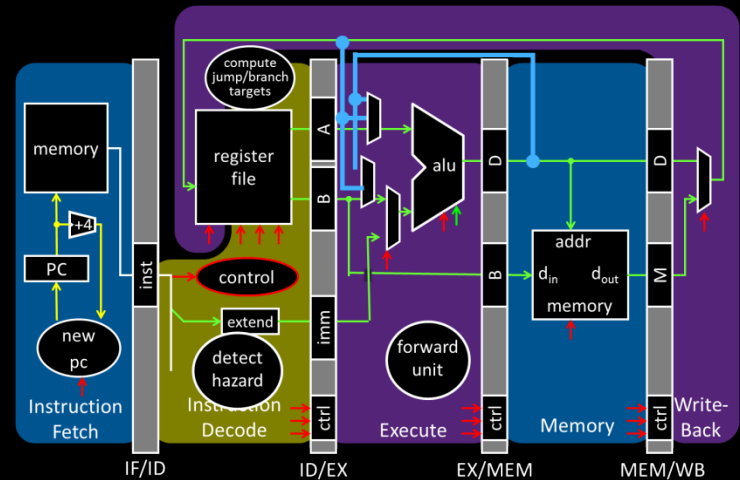 compute
jump/branch
targets
memory
register
file
A
B
alu
D
D
+4
PC
new
pc
inst
control
extend
imm
detect
hazard
forward
unit
B
addr
d_in
d_out
memory
M
Instruction
Fetch
Instruction
Decode
ctrl
Execute
ctrl
Memory
ctrl
Write-
Back
IF/ID
ID/EX
EX/MEM
MEM/WB